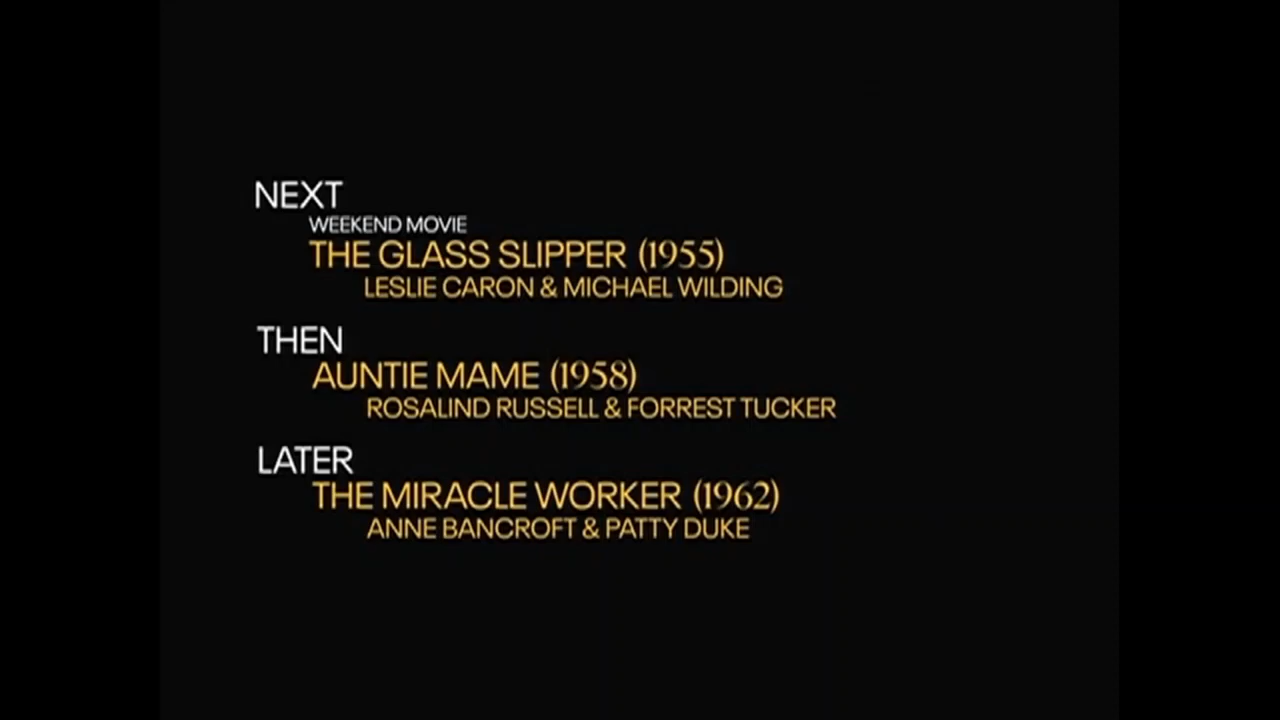 NEXT
WEEKEND MOVIE
THE GLASS SLIPPER (1955)
LESLIE CARON & MICHAEL WILDING
THEN
AUNTIE MAME (1958)
ROSALIND RUSSELL & FORREST TUCKER
LATER
THE MIRACLE WORKER (1962)
ANNE BANCROFT & PATTY DUKE